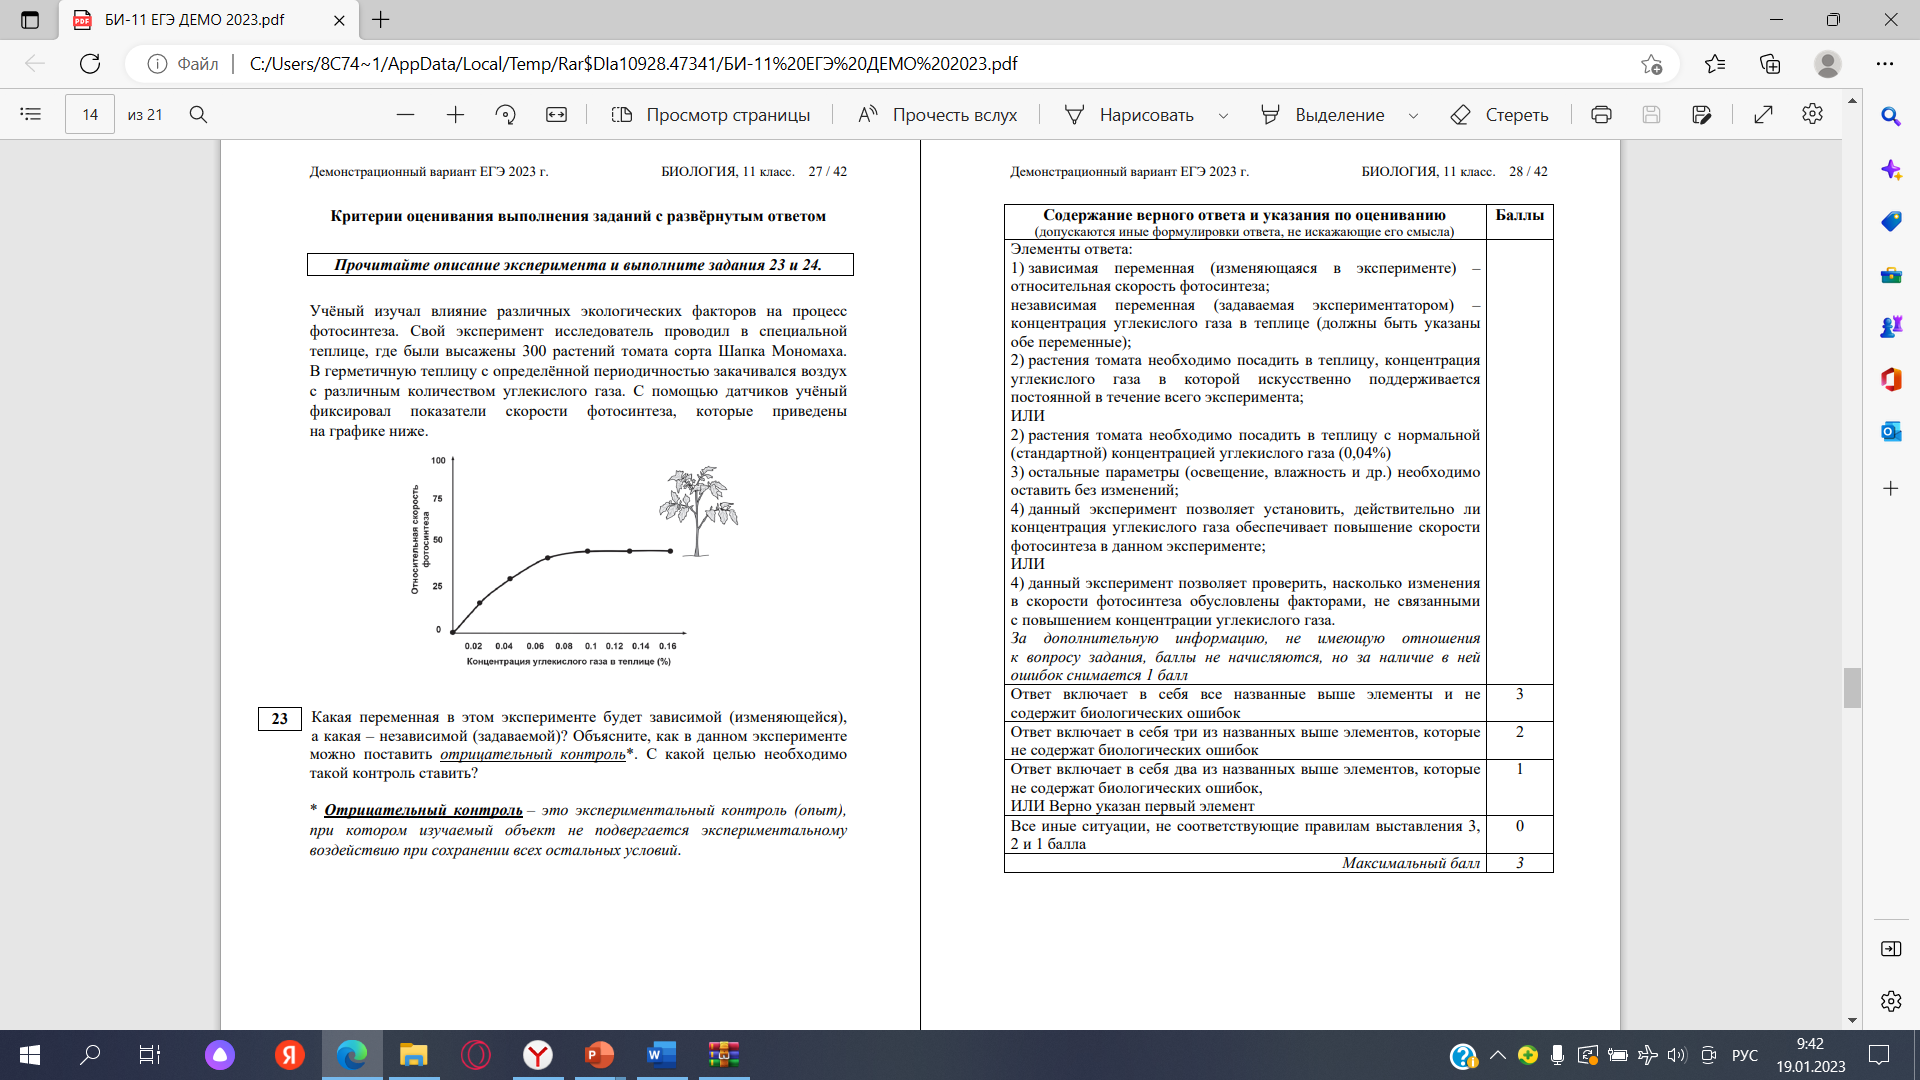 БИ-11 ЕГЭ ДЕМО 2023.pdf
Файл
C:/Users/8C74~1/AppData/Local/Temp/Rar$DIa10928.47341/БИ-11%20ЕГЭ%20ДЕМО%202023.pdf
14 из 21
Просмотр страницы
Прочесть вслух
Нарисовать
Выделение
Стереть
Демонстрационный вариант ЕГЭ 2023 г. БИОЛОГИЯ, 11 класс. 27 / 42
Критерии оценивания выполнения заданий с развёрнутым ответом
Прочитайте описание эксперимента и выполните задания 23 и 24.
Учёный изучал влияние различных экологических факторов на процесс
фотосинтеза. Свой эксперимент исследователь проводил в специальной
теплице, где были высажены 300 растений томата сорта Шапка Мономаха.
В герметичную теплицу с определённой периодичностью закачивался воздух
с различным количеством углекислого газа. С помощью датчиков учёный
фиксировал показатели скорости фотосинтеза, которые приведены
на графике ниже.
Относительная скорость
фотосинтеза
100
75
50
25
0
0.02 0.04 0.06 0.08 0.1 0.12 0.14 0.16
Концентрация углекислого газа в теплице (%)
23
Какая переменная в этом эксперименте будет зависимой (изменяющейся),
а какая – независимой (задаваемой)? Объясните, как в данном эксперименте
можно поставить отрицательный контроль*. С какой целью необходимо
такой контроль ставить?
* Отрицательный контроль – это экспериментальный контроль (опыт),
при котором изучаемый объект не подвергается экспериментальному
воздействию при сохранении всех остальных условий.
Демонстрационный вариант ЕГЭ 2023 г. БИОЛОГИЯ, 11 класс. 28 / 42
Содержание верного ответа и указания по оцениванию Баллы
(допускаются иные формулировки ответа, не искажающие его смысла)
Элементы ответа:
1) зависимая переменная (изменяющаяся в эксперименте) –
относительная скорость фотосинтеза;
независимая переменная (задаваемая экспериментатором) –
концентрация углекислого газа в теплице (должны быть указаны
обе переменные);
2) растения томата необходимо посадить в теплицу, концентрация
углекислого газа в которой искусственно поддерживается
постоянной в течение всего эксперимента;
ИЛИ
2) растения томата необходимо посадить в теплицу с нормальной
(стандартной) концентрацией углекислого газа (0,04%)
3) остальные параметры (освещение, влажность и др.) необходимо
оставить без изменений;
4) данный эксперимент позволяет установить, действительно ли
концентрация углекислого газа обеспечивает повышение скорости
фотосинтеза в данном эксперименте;
ИЛИ
4) данный эксперимент позволяет проверить, насколько изменения
в скорости фотосинтеза обусловлены факторами, не связанными
с повышением концентрации углекислого газа.
За дополнительную информацию, не имеющую отношения
к вопросу задания, баллы не начисляются, но за наличие в ней
ошибок снимается 1 балл
Ответ включает в себя все названные выше элементы и не 3
содержит биологических ошибок
Ответ включает в себя три из названных выше элементов, которые 2
не содержат биологических ошибок
Ответ включает в себя два из названных выше элементов, которые 1
не содержат биологических ошибок,
ИЛИ Верно указан первый элемент
Все иные ситуации, не соответствующие правилам выставления 3, 0
2 и 1 балла
Максимальный балл 3
РУС
9:42
19.01.2023